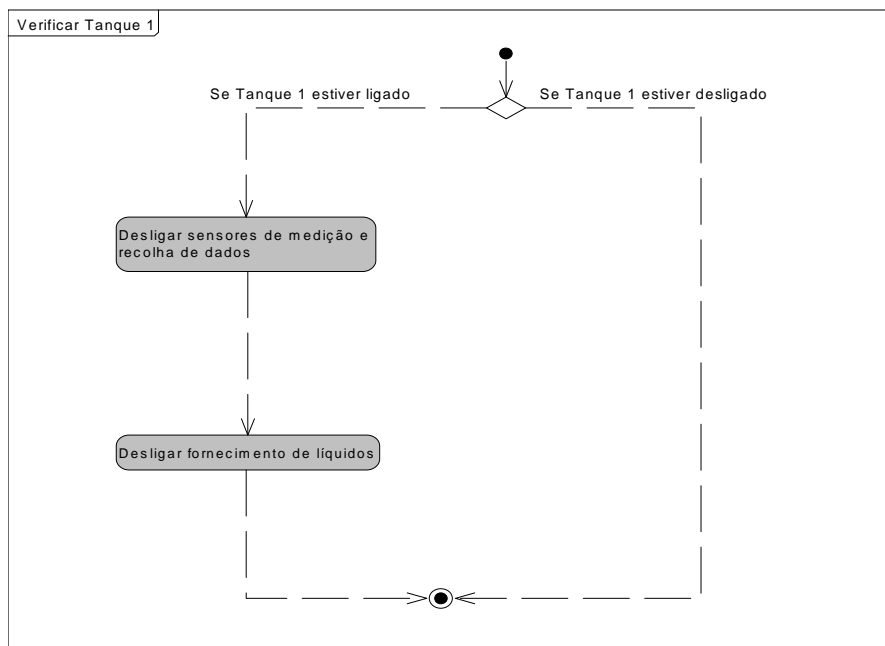 Verificar Tanque 1
Se Tanque 1 estiver ligado
Se Tanque 1 estiver desligado
Desligar sensores de medição e
recolha de dados
Desligar fornecimento de líquidos